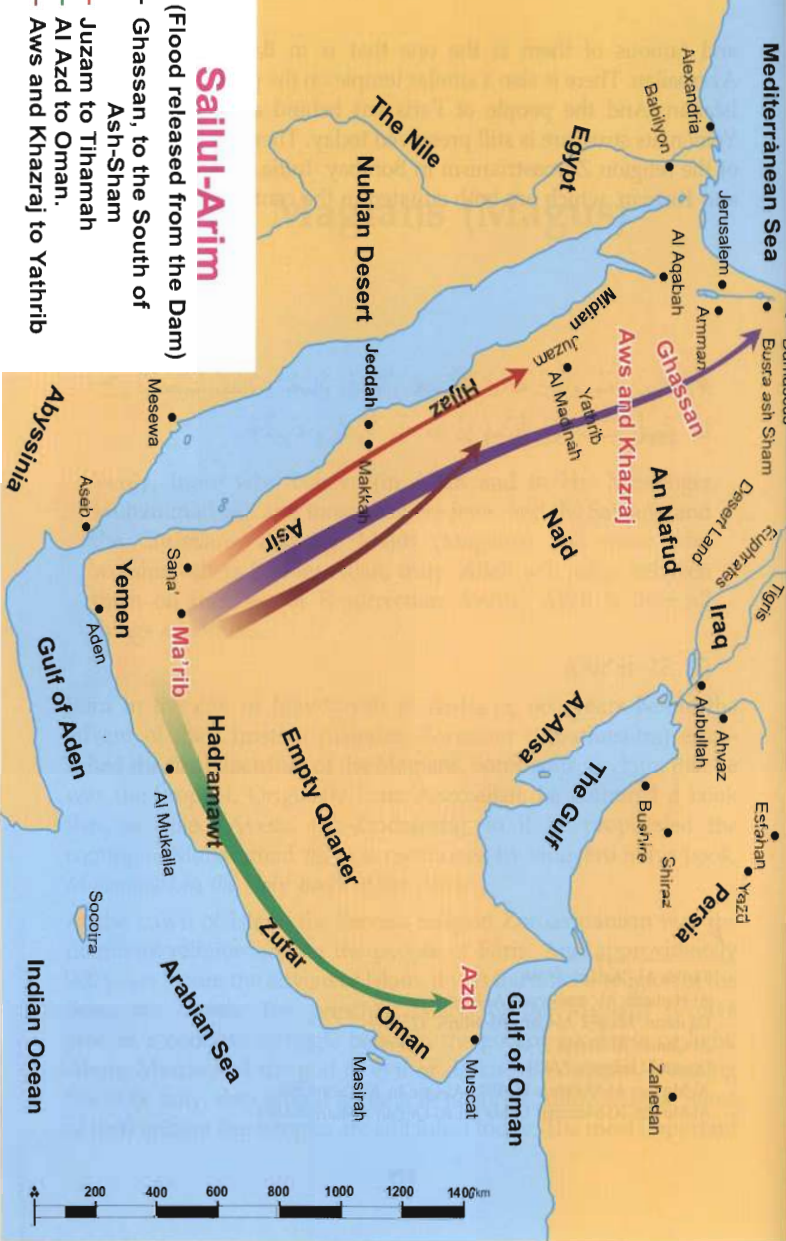 Mediterranean Sea
Busra ash Sham
Esfahan
Yazd
Euphrates
Tigris
Desert Land
Iraq
Ahvaz
Aubullah
Persia
Jerusalem
Amman
Alexandria
Babilyon
Al Aqabah
Ghassan
An Nafud
Shiraz
Bushire
Zahedan
Aws and Khazraj
Midian
Egypt
Yathrib
Al Madinah
Juzam
Najd
Al-Ahsa
The Gulf
Gulf of Oman
Hijaz
The Nile
Azd
Muscat
Nubian Desert
Jeddah
Makkah
Oman
Masirah
Asir
Empty Quarter
Zufar
Hadramawt
Sailul-Arim
(Flood released from the Dam)
Ghassan, to the South of
Ash-Sham
Juzam to Tihamah
Al Azd to Oman.
Aws and Khazraj to Yathrib
Mesewa
Sana'
Ma'rib
Al Mukalla
Arabian Sea
Yemen
Aden
Aseb
Socotra
Abyssinia
Gulf of Aden
Indian Ocean
200
400
600
800
1000
1200
1400km